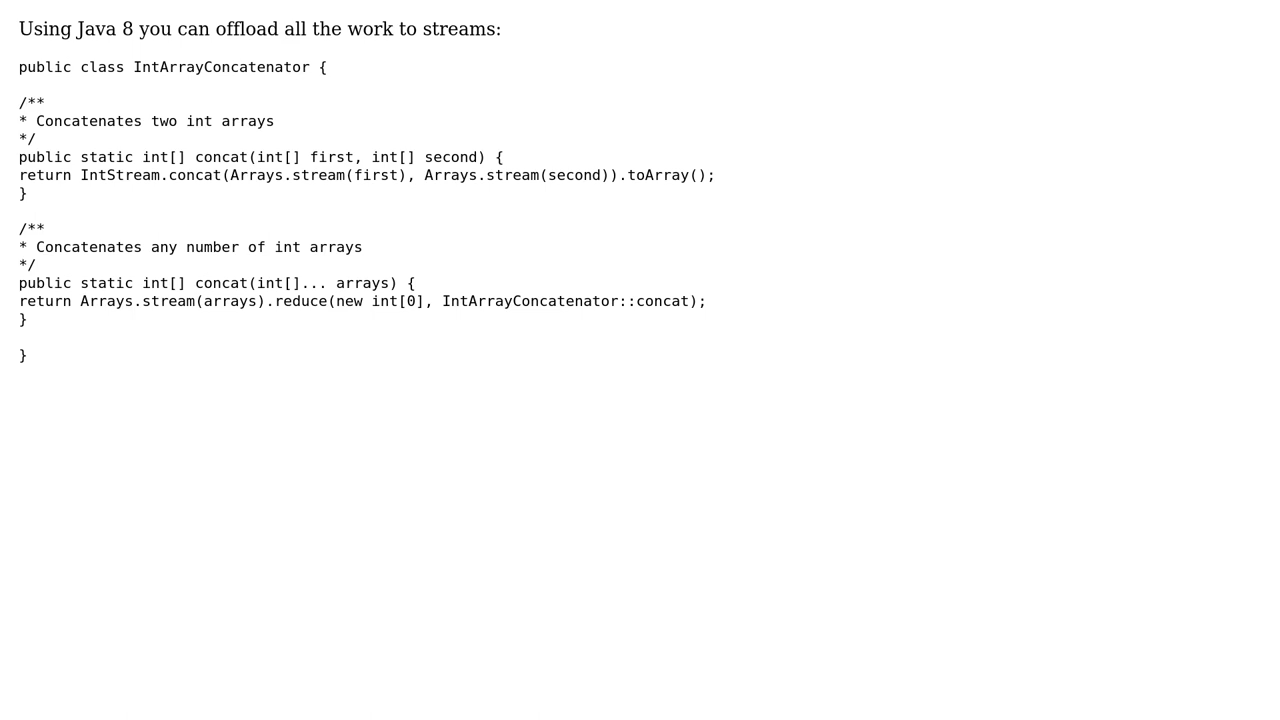 Using Java 8 you can offload all the work to streams:
public class IntArrayConcatenator {
/**
* Concatenates two int arrays
*/
public static int[] concat(int[] first, int[] second) {
return IntStream.concat(Arrays.stream(first), Arrays.stream(second)).toArray();
}
/**
* Concatenates any number of int arrays
*/
public static int[] concat(int[]... arrays) {
return Arrays.stream(arrays).reduce(new int[0], IntArrayConcatenator::concat);
}
}